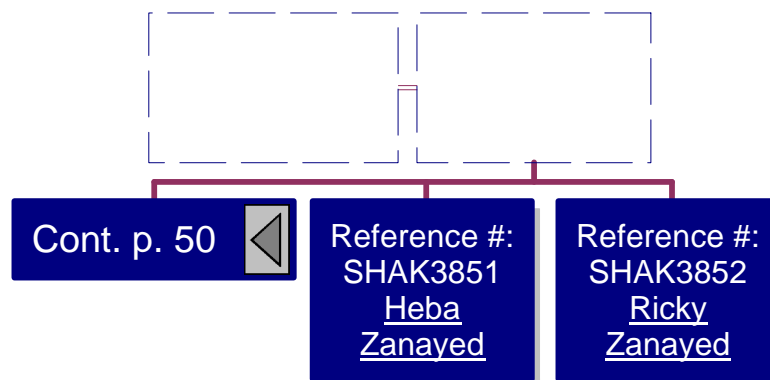 Cont. p. 50
Reference #:
SHAK3851
Heba
Zanayed
Reference #:
SHAK3852
Ricky
Zanayed